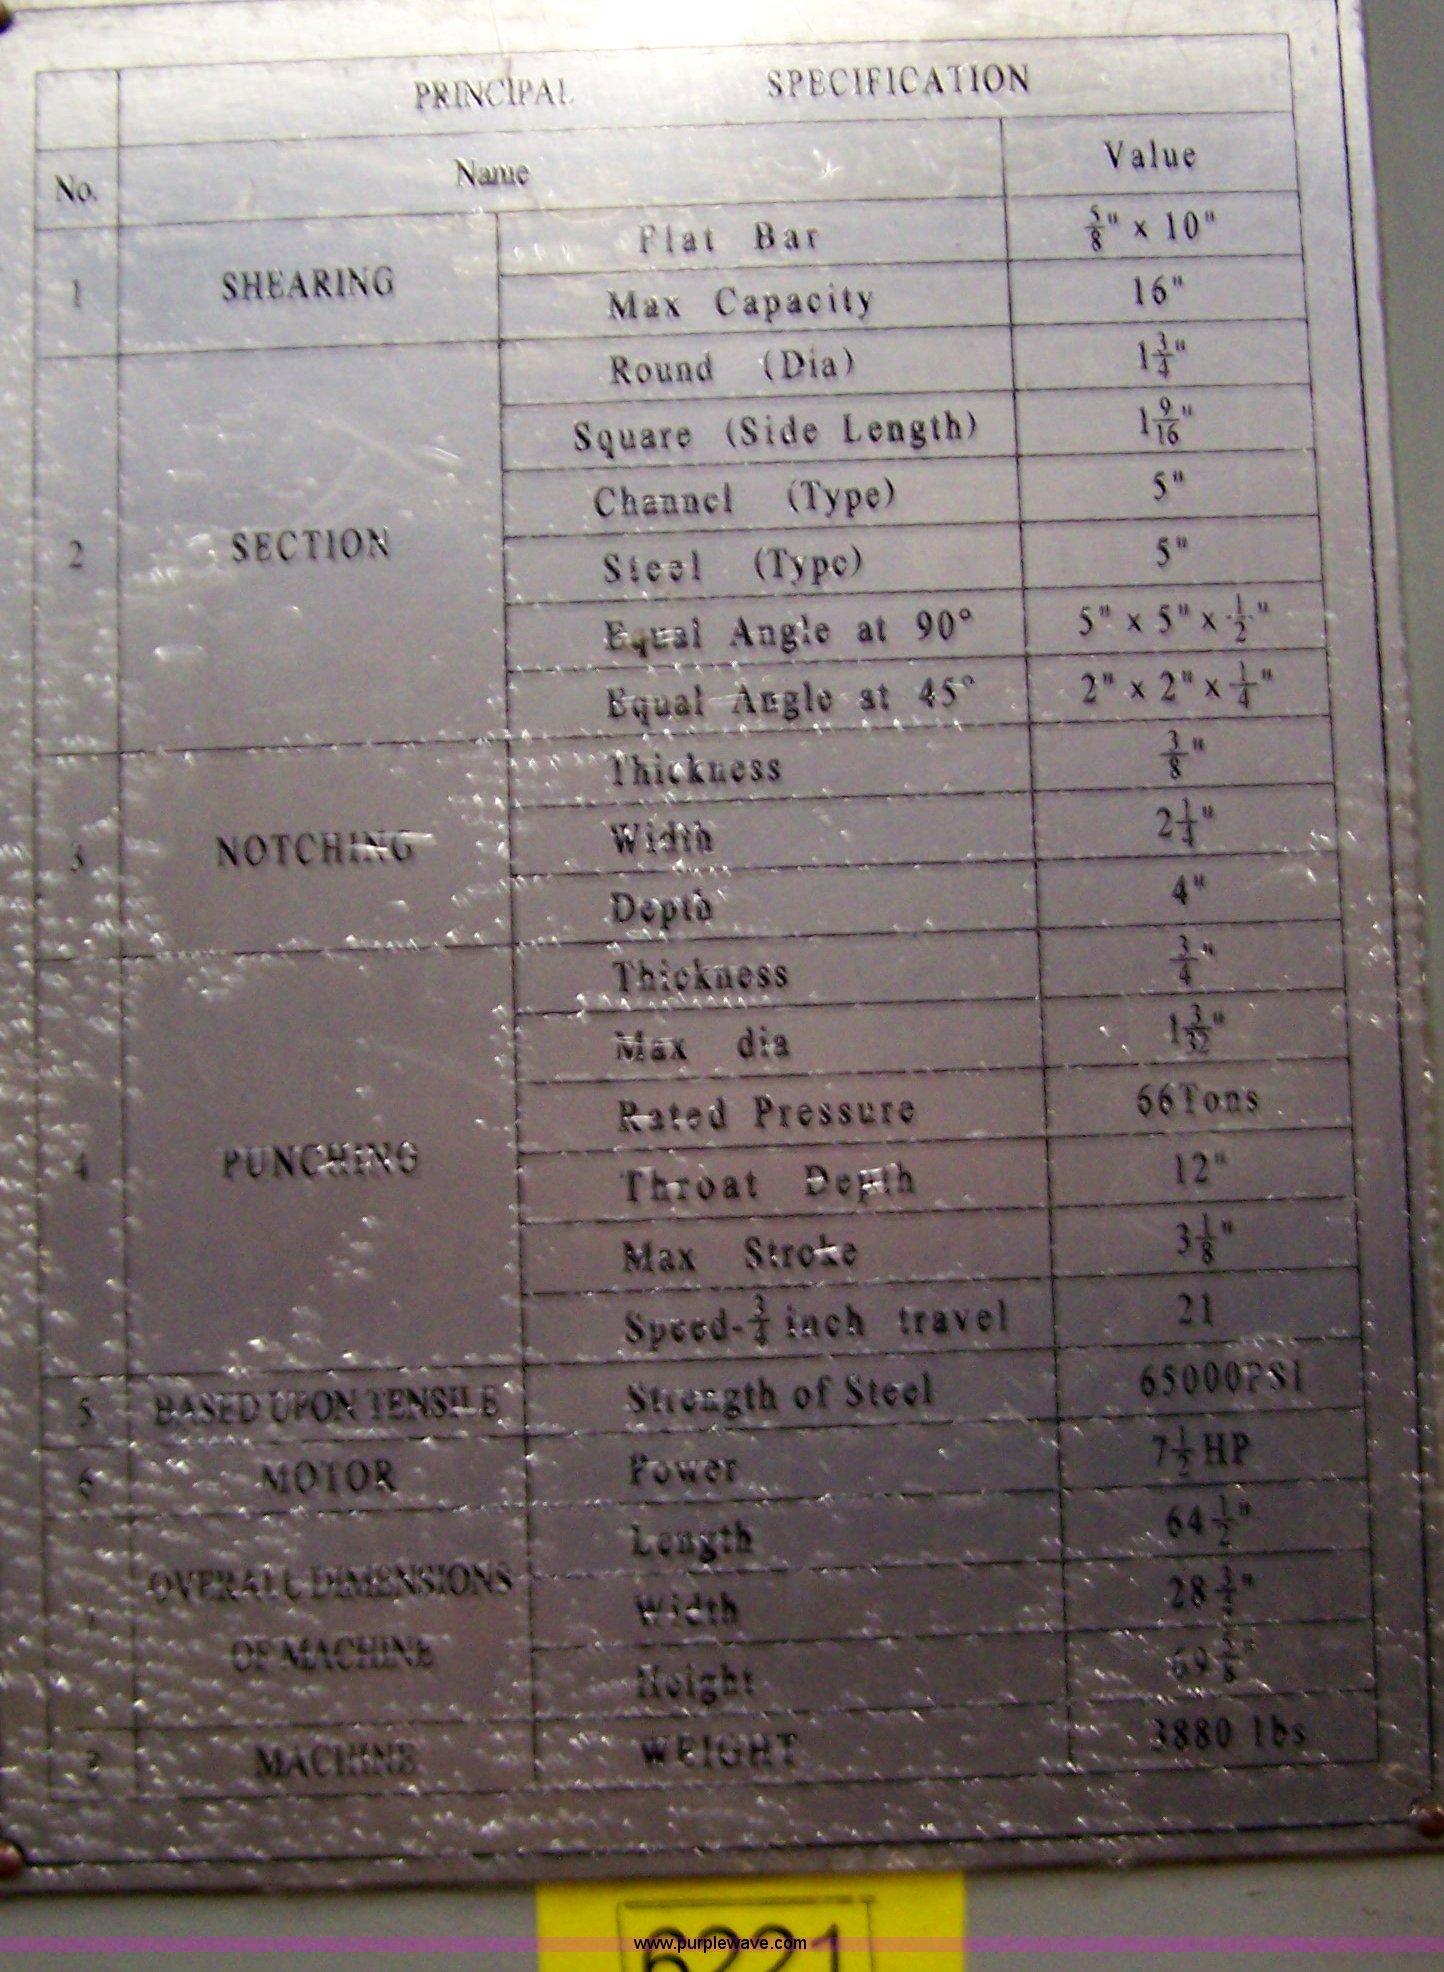 PRINCIPAL SPECIFICATION
No. Name Value
1 SHEARING Flat Bar 5/8" x 10"
Max Capacity 16"
2 SECTION Round (Dia) 1 3/4"
Square (Side Length) 1 9/16"
Channel (Type) 5"
Steel (Type) 5"
Equal Angle at 90° 5" x 5" x 1/2"
Equal Angle at 45° 2" x 2" x 1/4"
3 NOTCHING Thickness 3/8"
Width 2 1/4"
Depth 4"
4 PUNCHING Thickness 3/4"
Max dia 1 3/32"
Rated Pressure 66Tons
Throat Depth 12"
Max Stroke 3 1/8"
Speed-3/4 inch travel 21
5 BASED UPON TENSILE Strength of Steel 65000PSI
6 MOTOR Power 7 1/2 HP
OVERALL DIMENSIONS
OF MACHINE
Length 64 1/2"
Width 28 3/4"
Height
MACHINE WEIGHT 3880 lbs
6221
www.purplewave.com